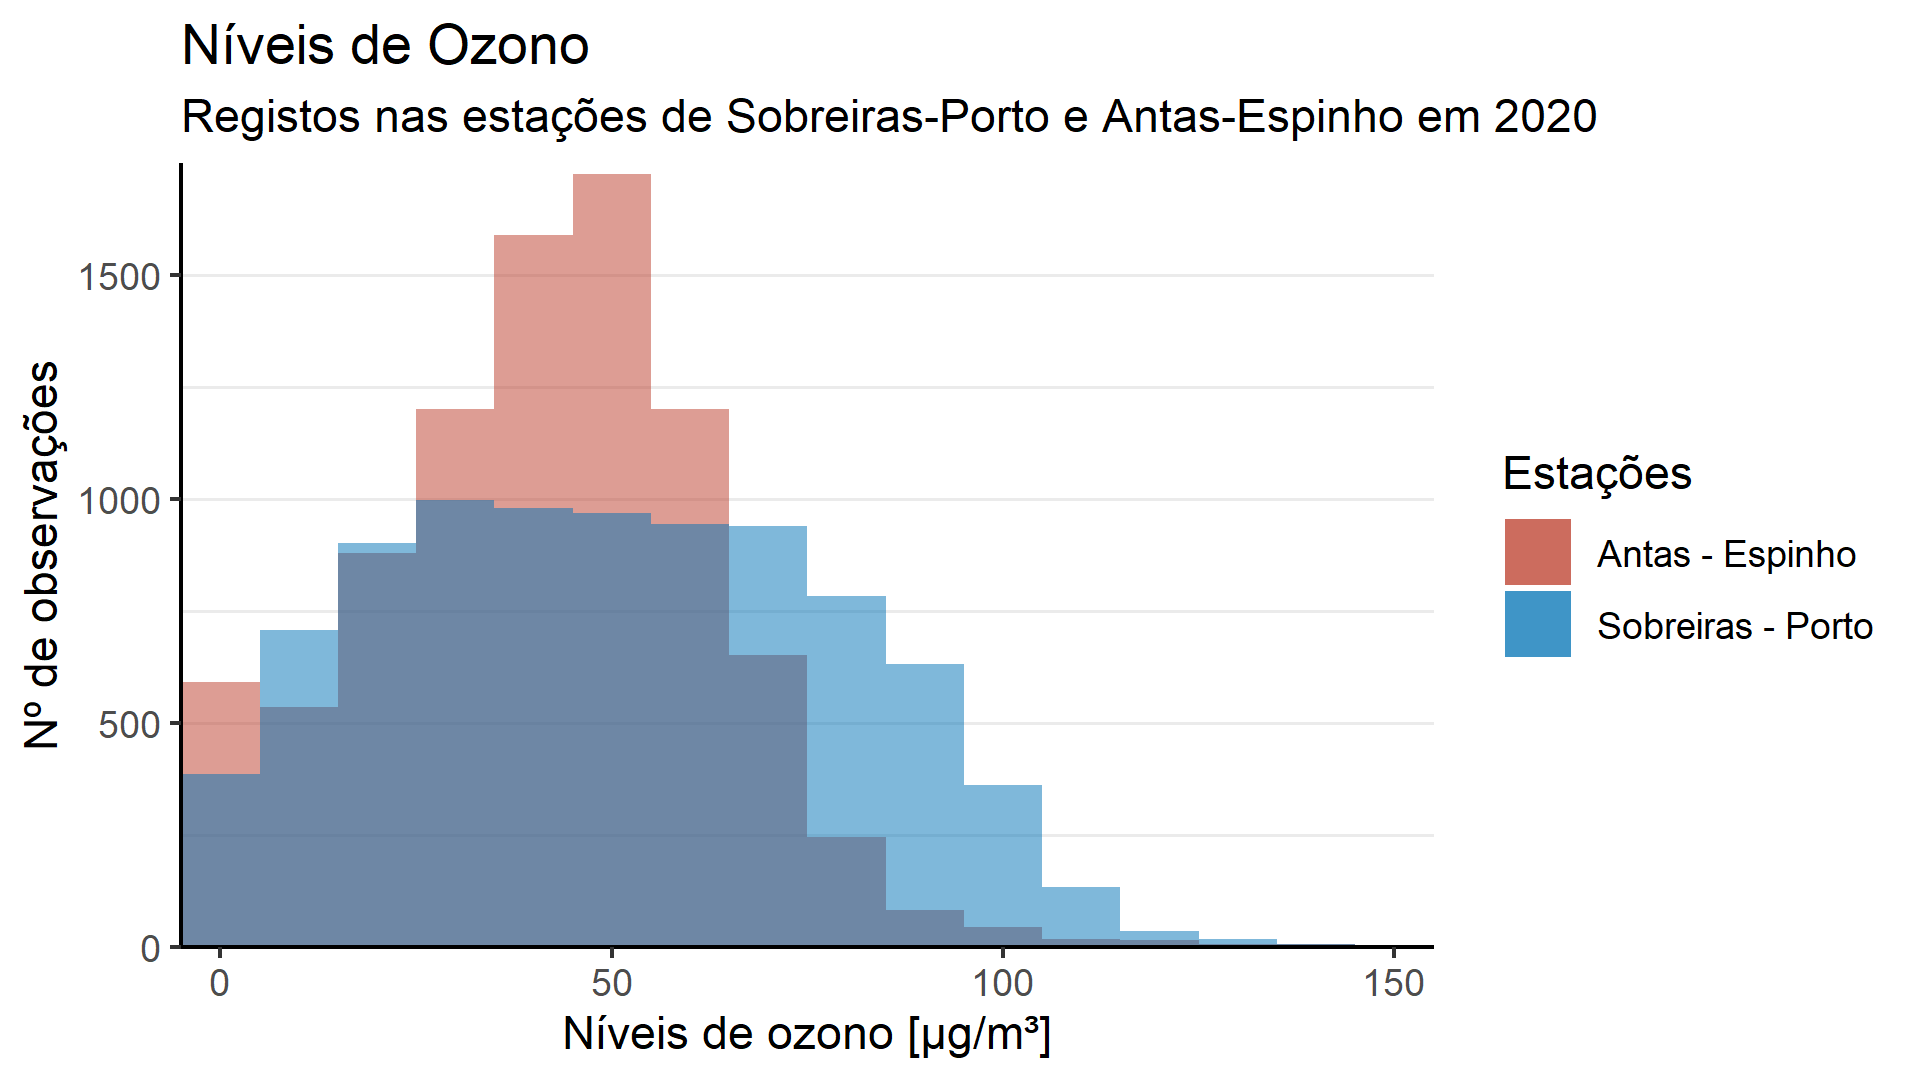 Níveis de Ozono
Registos nas estações de Sobreiras-Porto e Antas-Espinho em 2020
Nº de observações
1500
1000
500
0
0 50 100 150
Níveis de ozono [µg/m³]
Estações
Antas - Espinho
Sobreiras - Porto